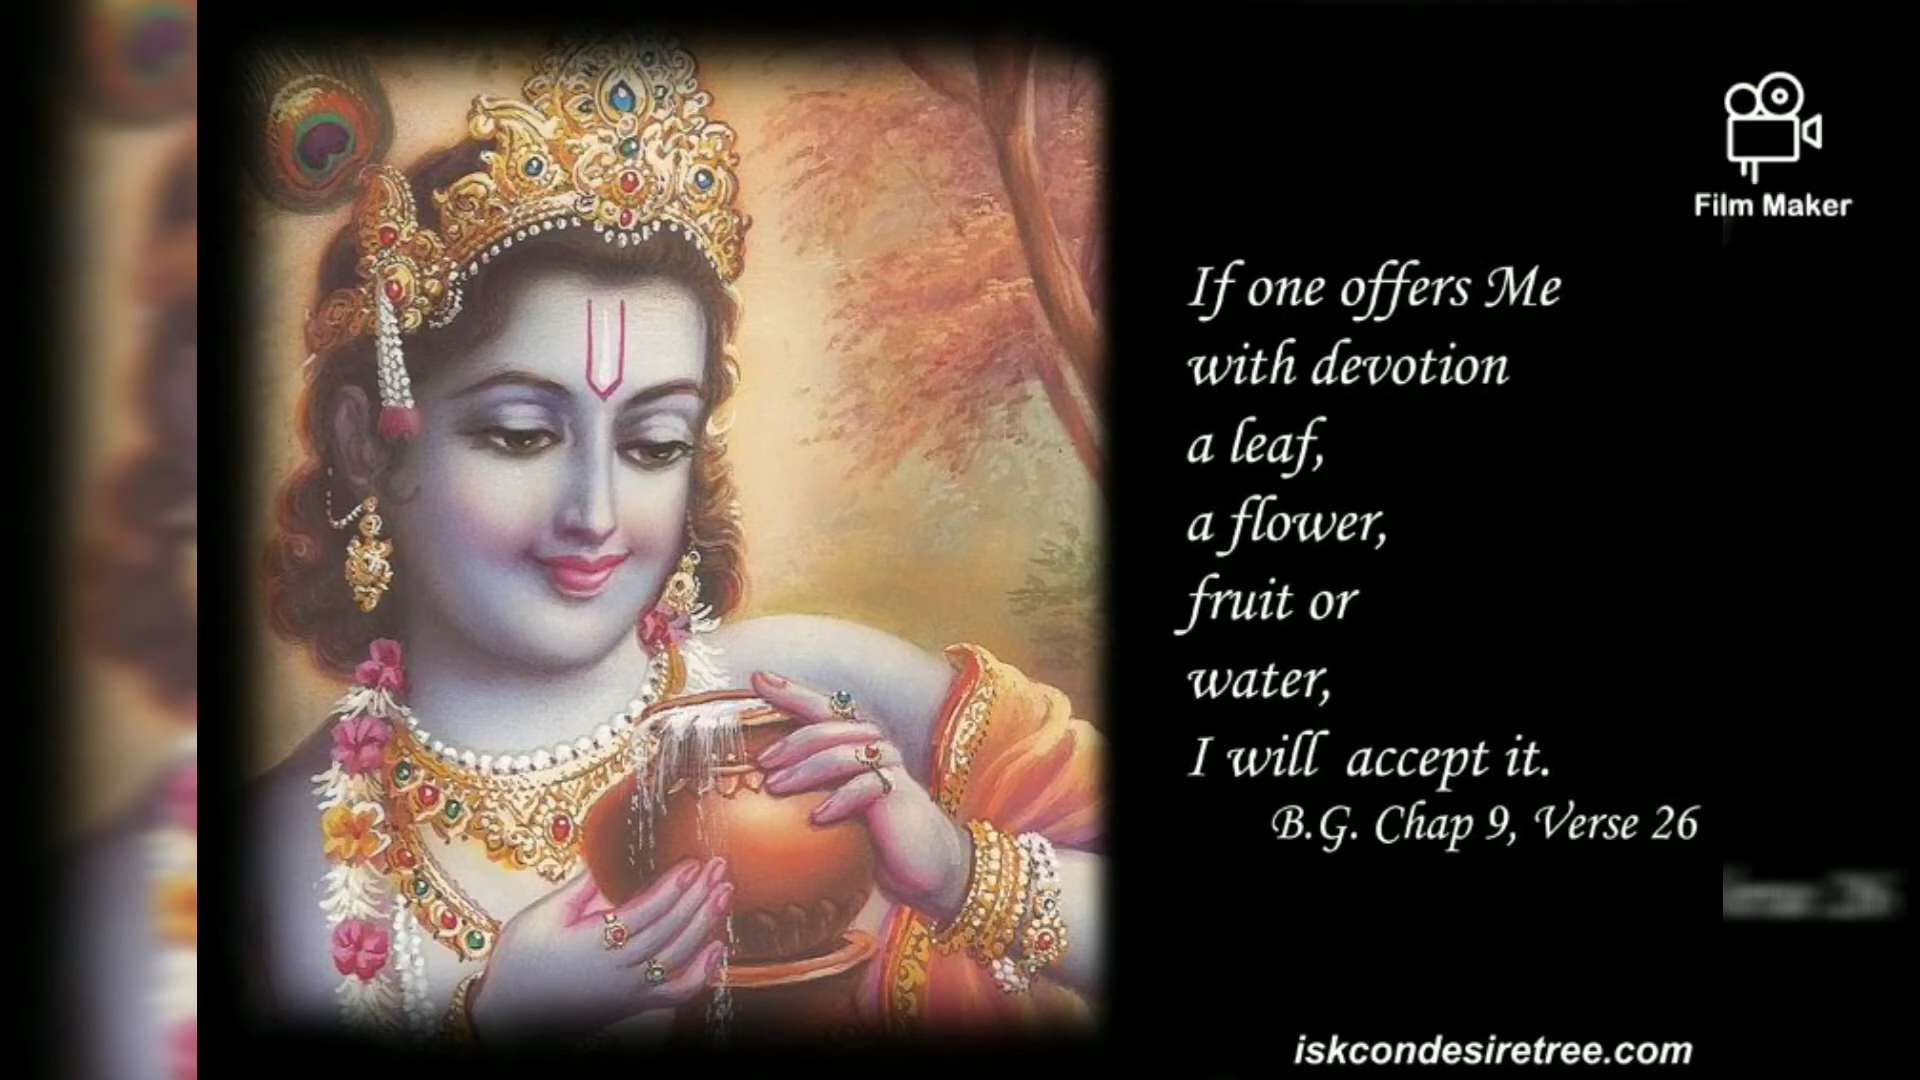 Film Maker
If one offers Me
with devotion
a leaf,
a flower,
fruit or
water,
I will accept it.
B.G. Chap 9, Verse 26
iskcondesiretree.com